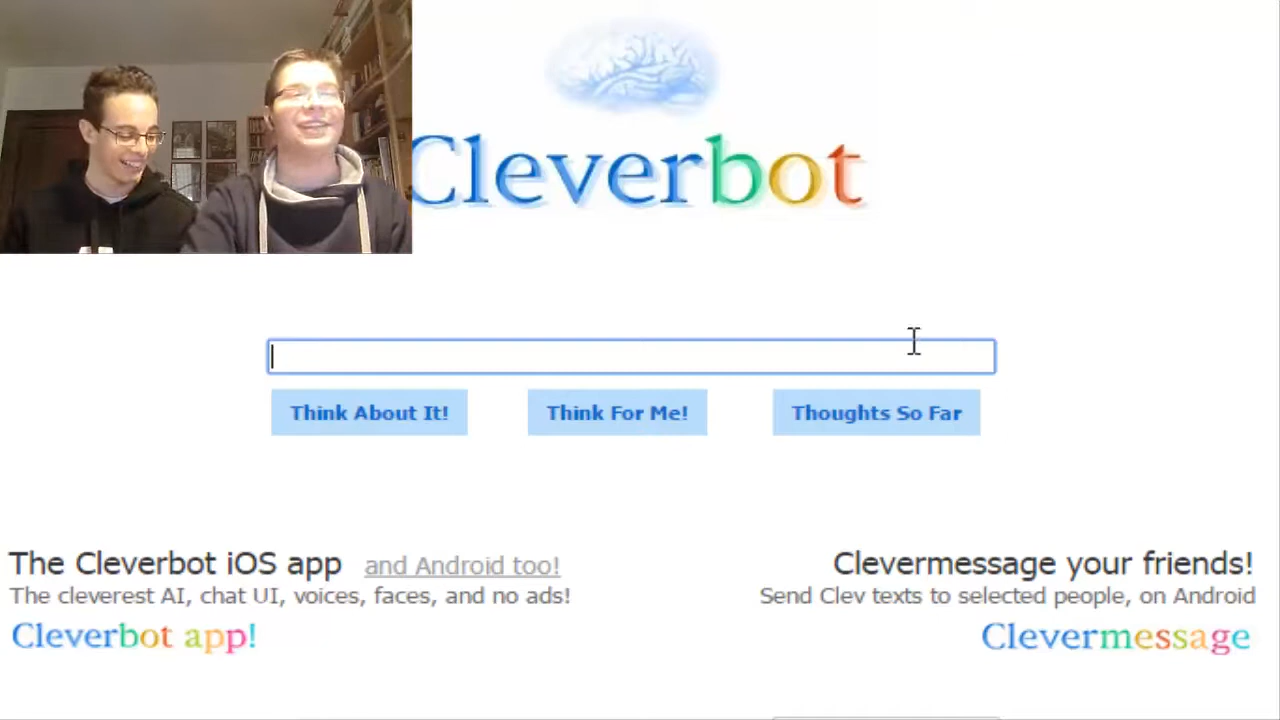 Cleverbot
Think About It!
Think For Me!
Thoughts So Far
The Cleverbot iOS app and Android too!
The cleverest AI, chat UI, voices, faces, and no ads!
Cleverbot app!
Clevermessage your friends!
Send Clev texts to selected people, on Android
Clevermessage